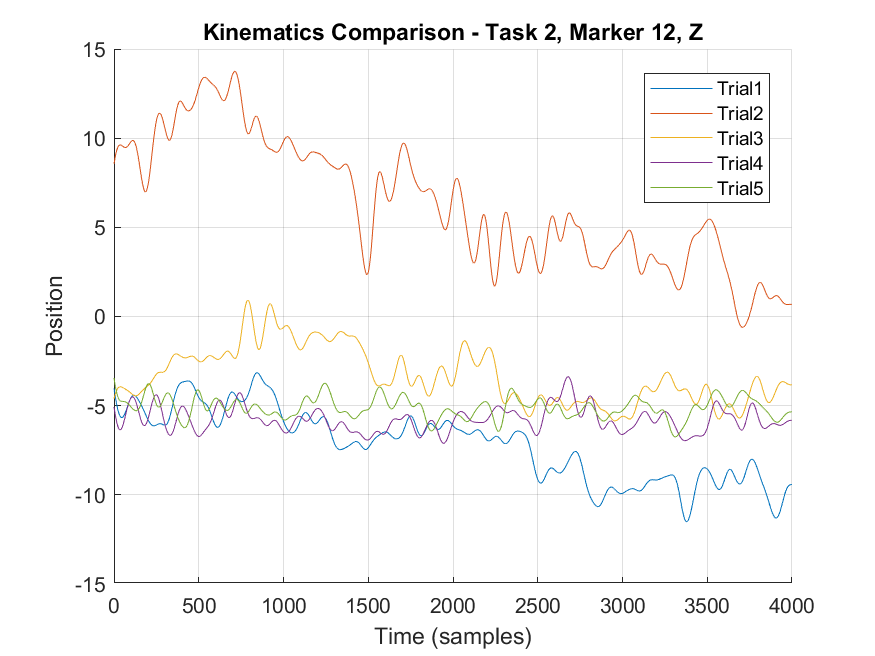 Kinematics Comparison - Task 2, Marker 12, Z
15
10
5
0
-5
-10
-15
Position
Trial1
Trial2
Trial3
Trial4
Trial5
0 500 1000 1500 2000 2500 3000 3500 4000
Time (samples)